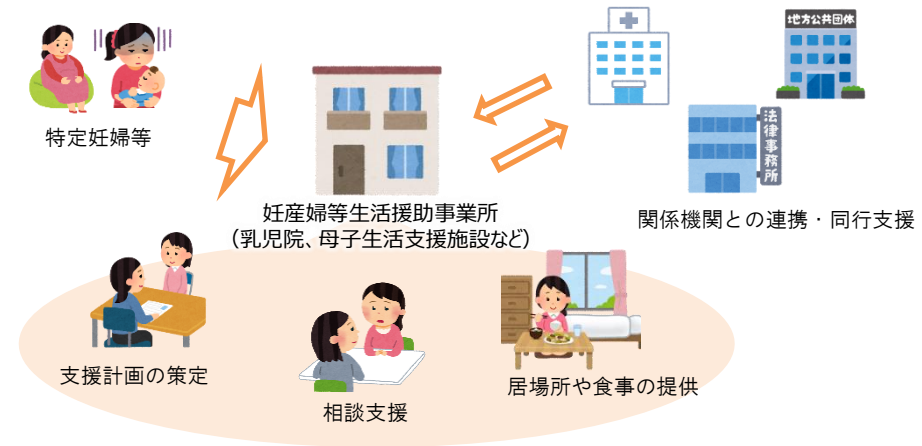 地方公共団体
特定妊婦等
法律事務所
妊産婦等生活援助事業所
（乳児院、母子生活支援施設など）
関係機関との連携・同行支援
支援計画の策定
相談支援
居場所や食事の提供